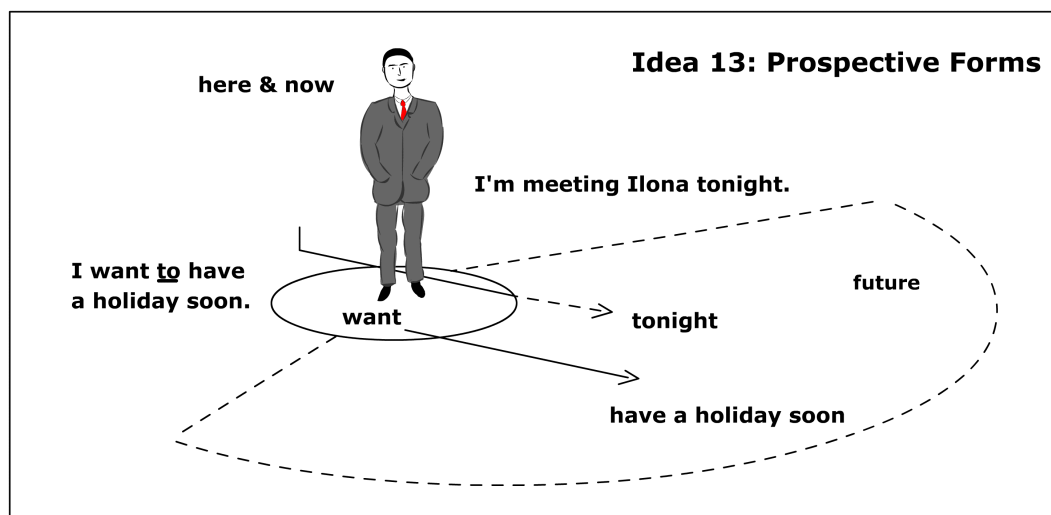 Idea 13: Prospective Forms
here & now
I'm meeting Ilona tonight.
I want to have
a holiday soon.
future
want
tonight
have a holiday soon